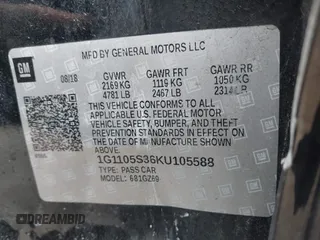 MFD BY GENERAL MOTORS LLC
GM
08/18 GVWR GAWR FRT GAWR RR
2169 KG 1119 KG 1050 KG
4781 LB 2467 LB 2314 LB
THIS VEHICLE CONFORMS TO ALL APPLICABLE
U.S. FEDERAL MOTOR
VEHICLE SAFETY, BUMPER, AND THEFT
PREVENTION STANDARDS IN EFFECT ON THE
DATE OF MANUFACTURE SHOWN
ABOVE.
1G1105S36KU105588
TYPE: PASS CAR
MODEL: 6B1GZ69
DREAMBID